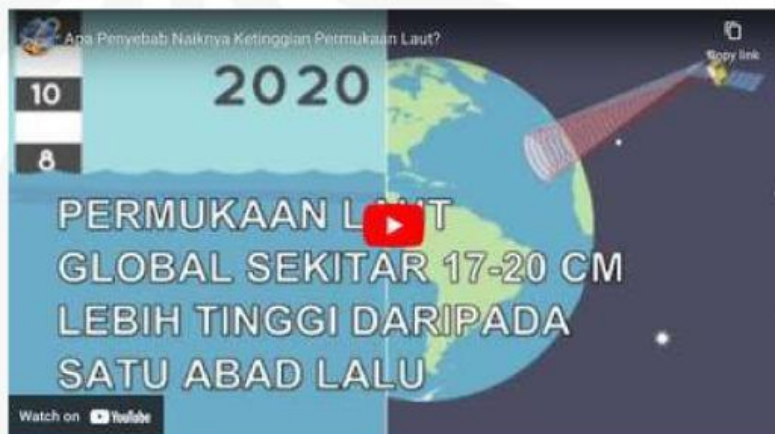 Apa Penyebab Naiknya Ketinggian Permukaan Laut?
Copy link
10
2020
8
PERMUKAAN LAUT
GLOBAL SEKITAR 17-20 CM
LEBIH TINGGI DARIPADA
SATU ABAD LALU
Watch on YouTube